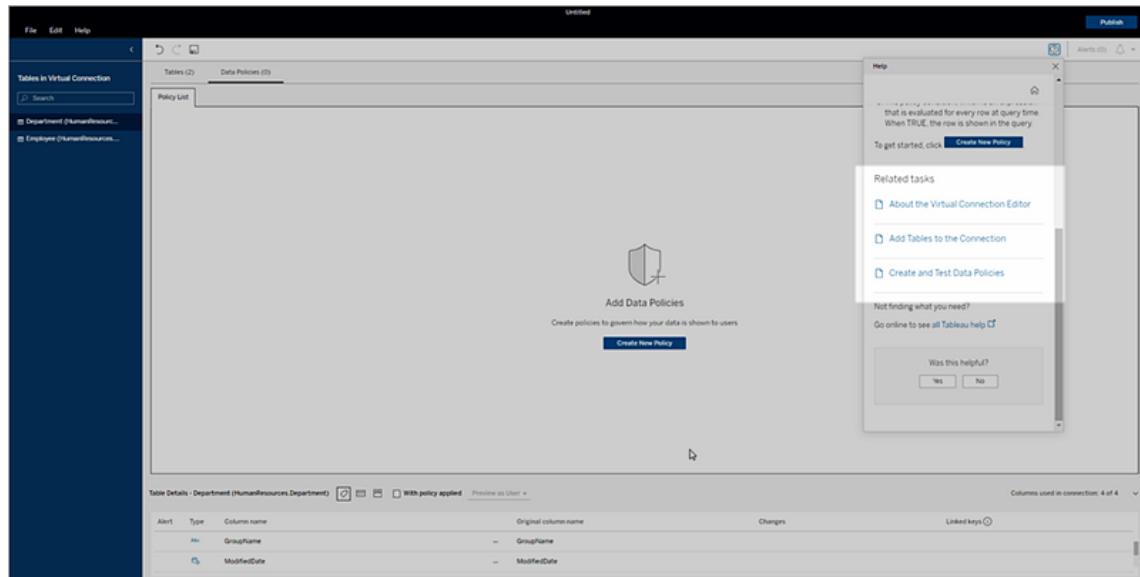 Untitled
File Edit Help
Publish
Alerts (0)
Tables in Virtual Connection
Search
Department (HumanResourc...
Employee (HumanResources....
Tables (2) Data Policies (0)
Policy List
Add Data Policies
Create policies to govern how your data is shown to users
Create New Policy
Help
that is evaluated for every row at query time.
When TRUE, the row is shown in the query.
To get started, click Create New Policy
Related tasks
About the Virtual Connection Editor
Add Tables to the Connection
Create and Test Data Policies
Not finding what you need?
Go online to see all Tableau help
Was this helpful?
Yes No
Table Details - Department (HumanResources.Department) With policy applied Preview as User Columns used in connection: 4 of 4
Alert Type Column name Original column name Changes Linked keys
Abc GroupName GroupName
ModifiedDate ModifiedDate